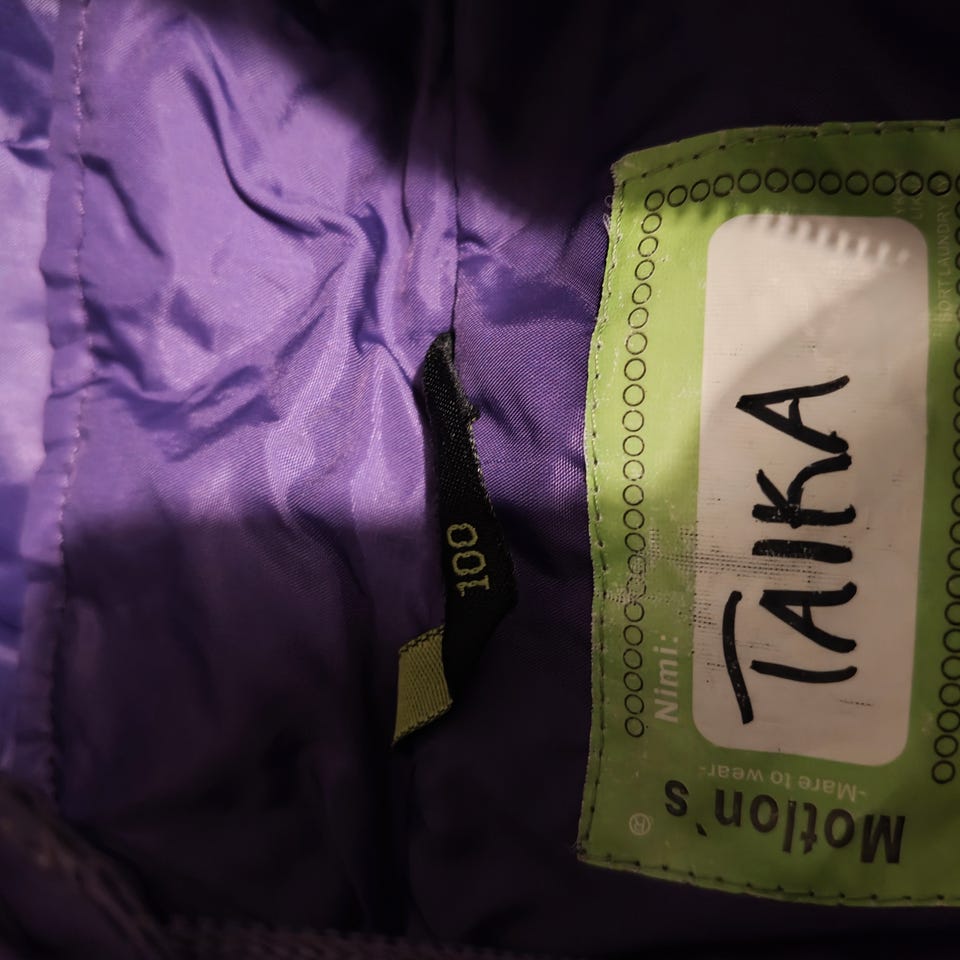 100
Nimi:
TAIKA
Motion's
-Mare to wear-
®